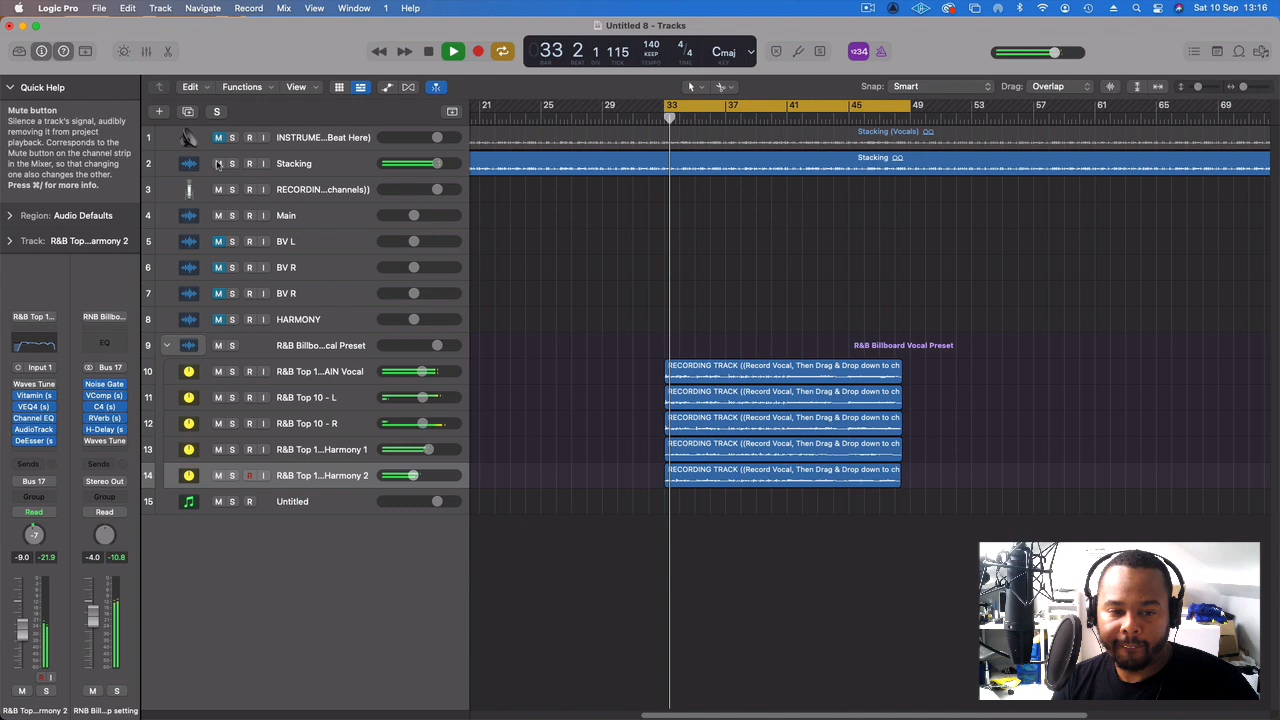 Logic Pro File Edit Track Navigate Record Mix View Window 1 Help Sat 10 Sep 13:16
Untitled 8 - Tracks
33 2 1 115 140 4/4 Cmaj
BAR BEAT KEEP TEMPO TIME KEY
1234
Quick Help
Edit Functions View Snap: Smart Drag: Overlap
Mute button
Silence a track's signal, audibly
removing it from project
playback. Corresponds to the
Mute button on the channel strip
in the Mixer, so that changing
one also changes the other.
Press ⌘/ for more info.
21 25 29 33 37 41 45 49 53 57 61 65 69
S
1 M S R I INSTRUME...Beat Here)
Stacking (Vocals)
2 S R I Stacking
Stacking
3 M S R I RECORDIN...channels))
Region: Audio Defaults
4 M S R I Main
Track: R&B Top...armony 2
5 M S R I BV L
6 M S R I BV R
7 M S R I BV R
8 M S R I HARMONY
R&B Top 1... RNB Billbo...
9 M S R&B Billbo...cal Preset
R&B Billboard Vocal Preset
EQ
10 M S R I R&B Top 1...AIN Vocal
RECORDING TRACK ((Record Vocal, Then Drag & Drop down to ch
11 M S R I R&B Top 10 - L
RECORDING TRACK ((Record Vocal, Then Drag & Drop down to ch
12 M S R I R&B Top 10 - R
RECORDING TRACK ((Record Vocal, Then Drag & Drop down to ch
13 M S R I R&B Top 1...Harmony 1
RECORDING TRACK ((Record Vocal, Then Drag & Drop down to ch
14 M S R I R&B Top 1...Harmony 2
RECORDING TRACK ((Record Vocal, Then Drag & Drop down to ch
15 M S R Untitled
Input 1 Bus 17
Waves Tune Noise Gate
Vitamin (s VComp (s)
VEQ4 (s) C4 (s)
Channel EQ RVerb (s)
AudioTrack H-Delay (s)
DeEsser (s Waves Tune
Sends Sends
Bus 17 Stereo Out
Group Group
Read Read
-7
-9.0 -21.9 -4.0 -10.8
R I
M S M S
R&B To...rmony 2 RNB Bill...p setting